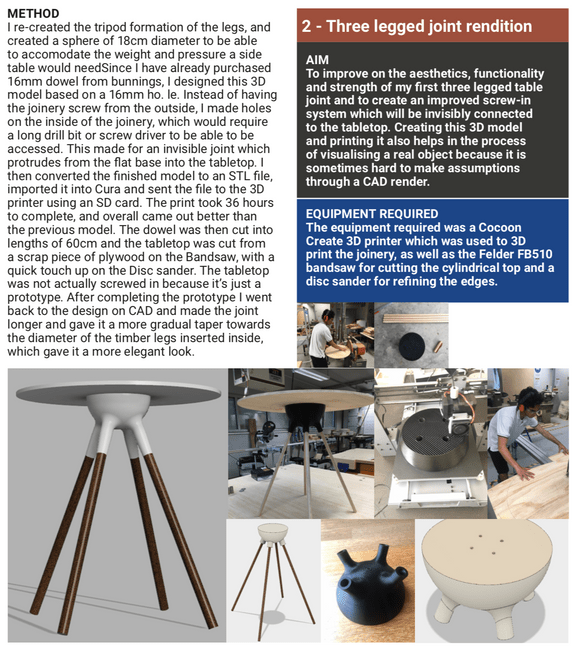 METHOD
I re-created the tripod formation of the legs, and
created a sphere of 18cm diameter to be able
to accomodate the weight and pressure a side
table would needSince I have already purchased
16mm dowel from bunnings, I designed this 3D
model based on a 16mm ho. le. Instead of having
the joinery screw from the outside, I made holes
on the inside of the joinery, which would require
a long drill bit or screw driver to be able to be
accessed. This made for an invisible joint which
protrudes from the flat base into the tabletop. I
then converted the finished model to an STL file,
imported it into Cura and sent the file to the 3D
printer using an SD card. The print took 36 hours
to complete, and overall came out better than
the previous model. The dowel was then cut into
lengths of 60cm and the tabletop was cut from
a scrap piece of plywood on the Bandsaw, with a
quick touch up on the Disc sander. The tabletop
was not actually screwed in because it's just a
prototype. After completing the prototype I went
back to the design on CAD and made the joint
longer and gave it a more gradual taper towards
the diameter of the timber legs inserted inside,
which gave it a more elegant look.
2 - Three legged joint rendition
AIM
To improve on the aesthetics, functionality
and strength of my first three legged table
joint and to create an improved screw-in
system which will be invisibly connected
to the tabletop. Creating this 3D model
and printing it also helps in the process
of visualising a real object because it is
sometimes hard to make assumptions
through a CAD render.
EQUIPMENT REQUIRED
The equipment required was a Cocoon
Create 3D printer which was used to 3D
print the joinery, as well as the Felder FB510
bandsaw for cutting the cylindrical top and a
disc sander for refining the edges.